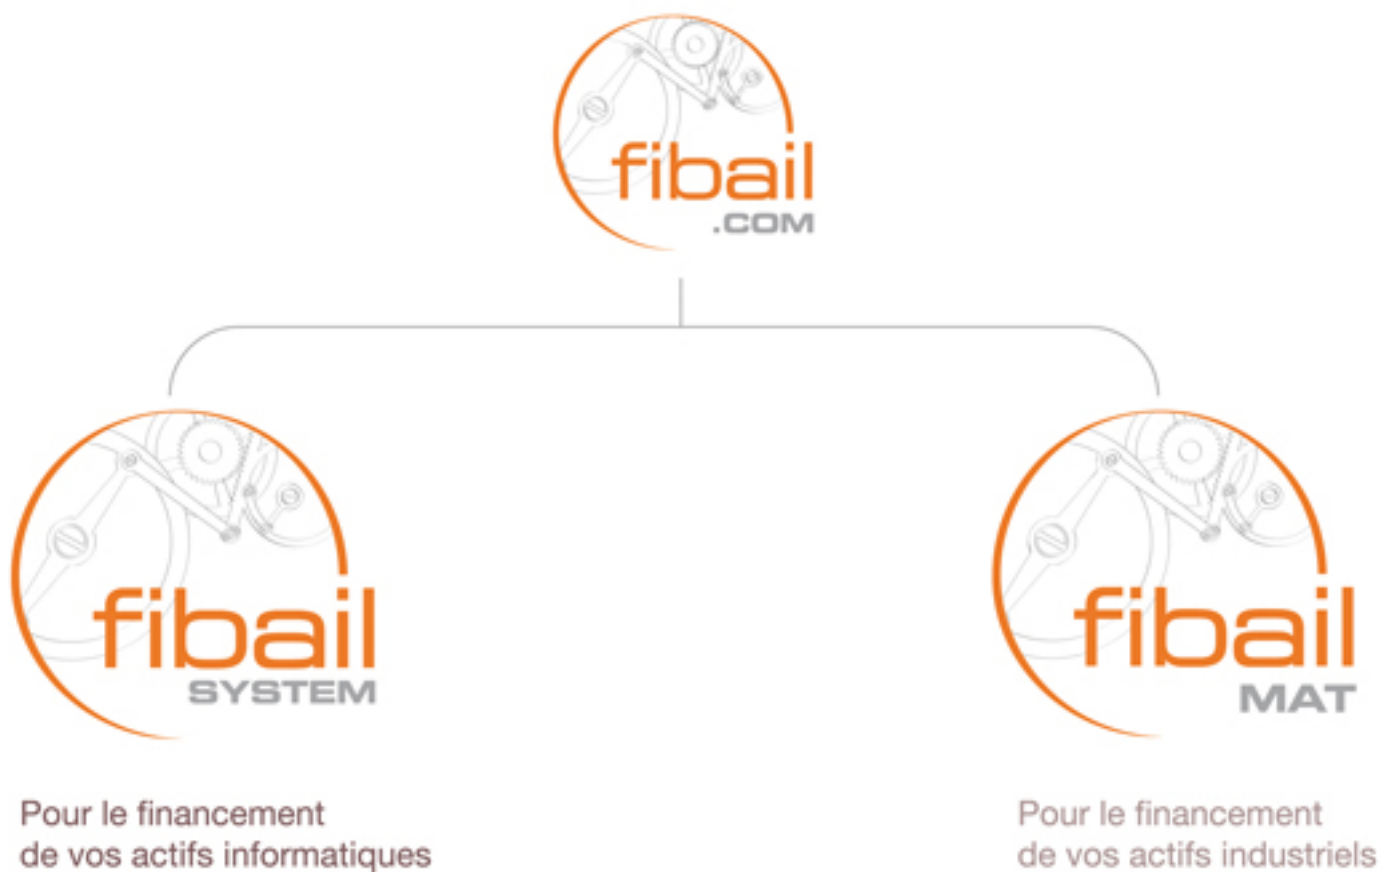 fibail
.COM
fibail
SYSTEM
fibail
MAT
Pour le financement
de vos actifs informatiques
Pour le financement
de vos actifs industriels